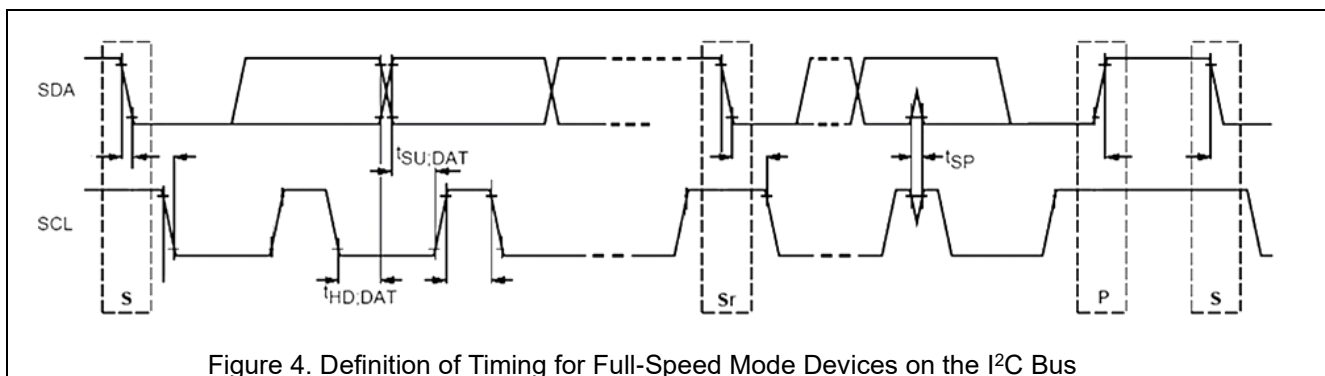 SDA
tSU;DAT
tSP
SCL
tHD;DAT
S
Sr
P
S
Figure 4. Definition of Timing for Full-Speed Mode Devices on the I²C Bus